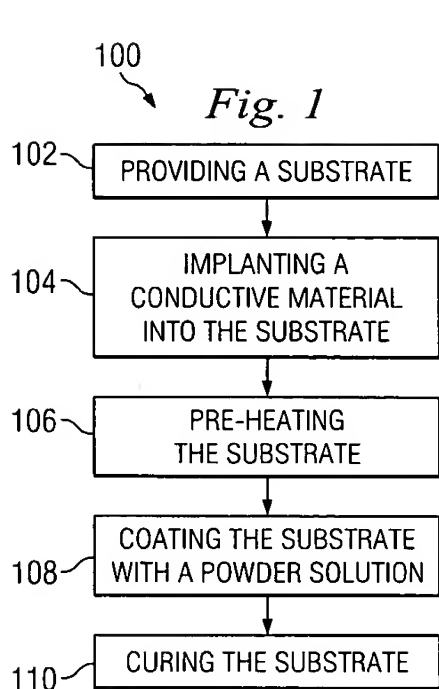 100
Fig. 1
102
PROVIDING A SUBSTRATE
104
IMPLANTING A
CONDUCTIVE MATERIAL
INTO THE SUBSTRATE
106
PRE-HEATING
THE SUBSTRATE
108
COATING THE SUBSTRATE
WITH A POWDER SOLUTION
110
CURING THE SUBSTRATE